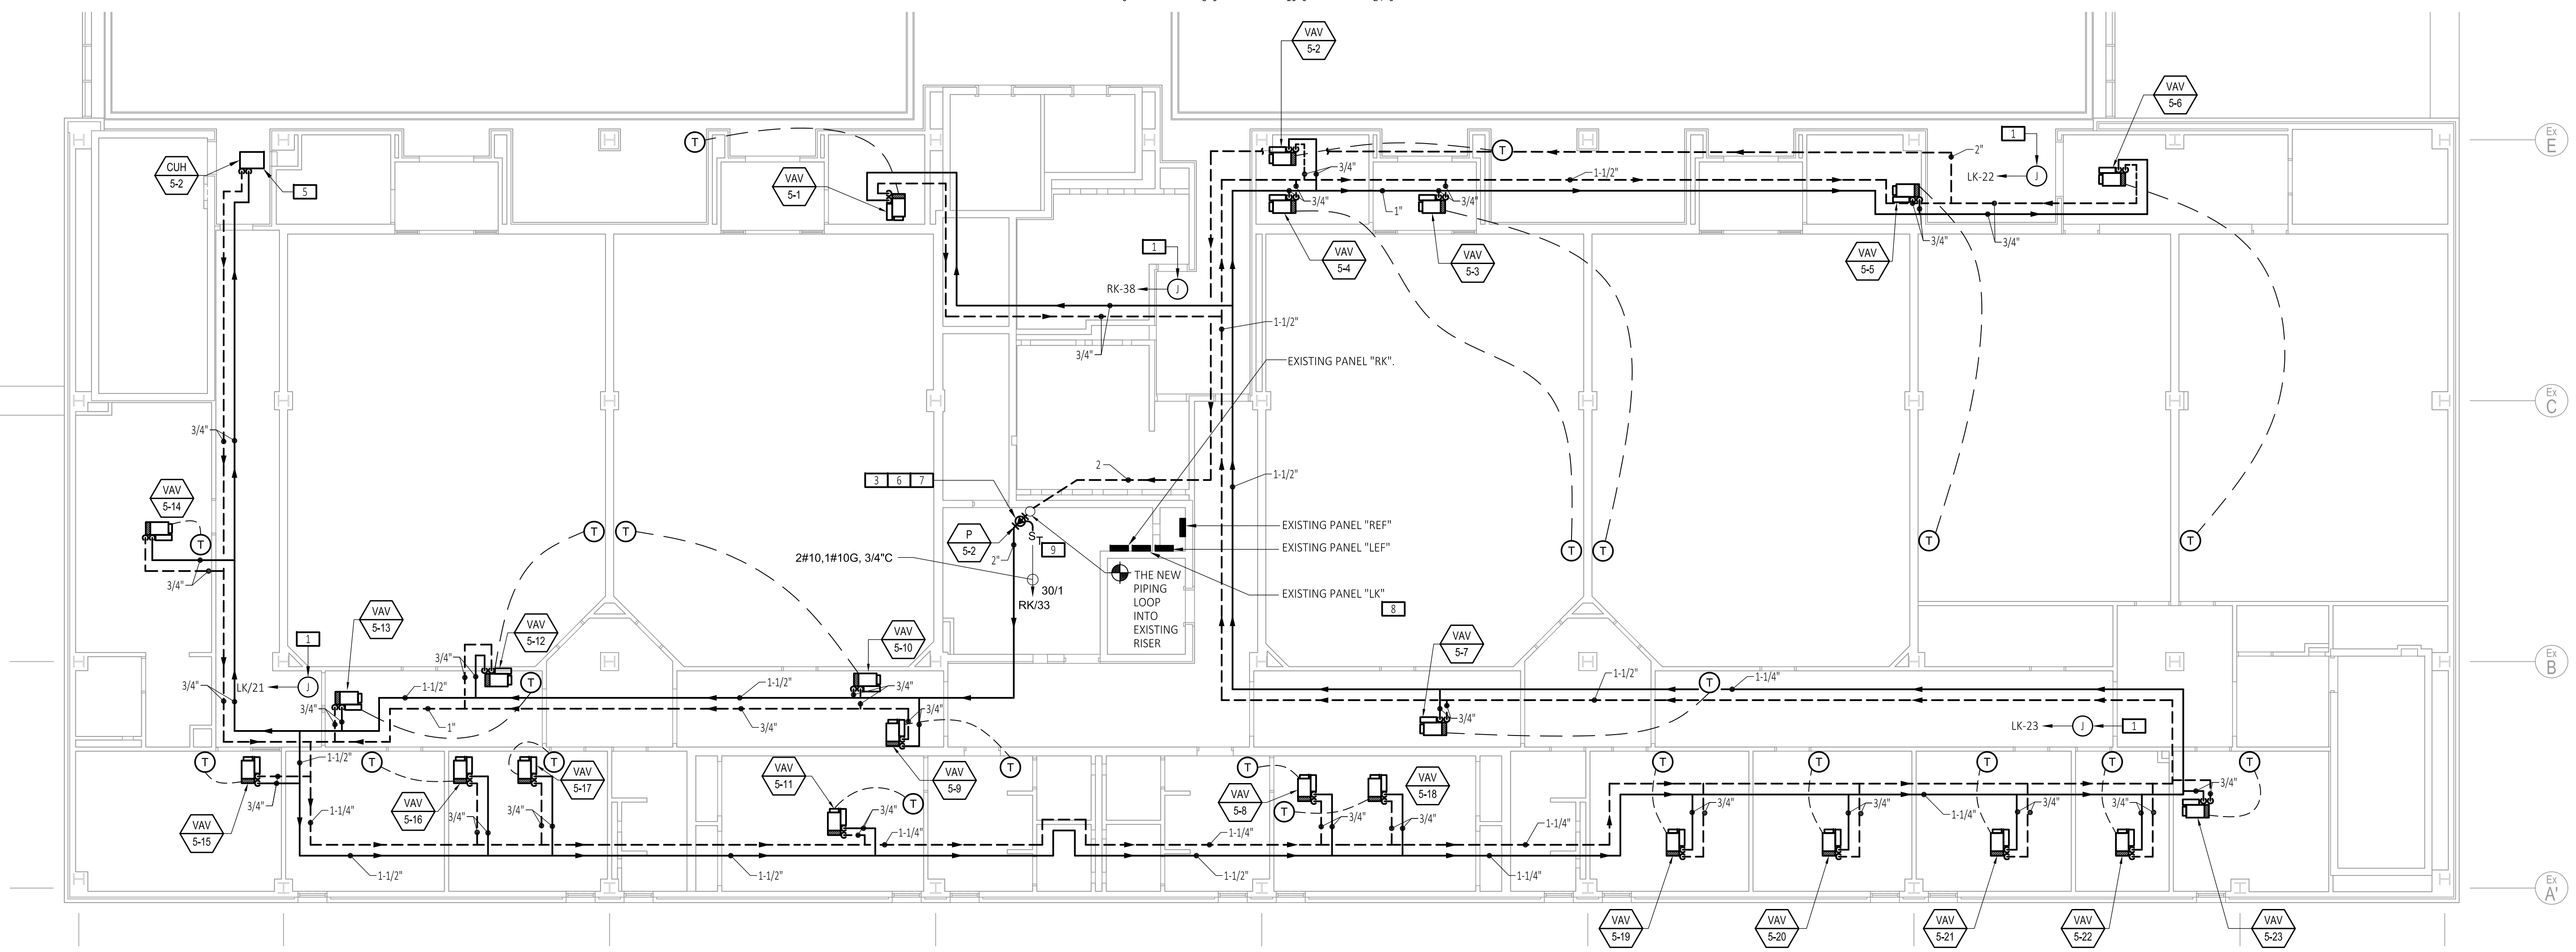 VAV
5-2
VAV
5-6
1
LK-22
J
Ex
E
2"
CUH
5-2
5
T
VAV
5-1
3/4"
T
1-1/2"
3/4"
1"
3/4"
VAV
5-4
VAV
5-3
VAV
5-5
3/4"
3/4"
1
RK-38
J
3/4"
1-1/2"
EXISTING PANEL "RK".
Ex
C
3/4"
2
1-1/2"
3 6 7
VAV
5-14
T
T
T
P
5-2
2"
S
T
9
2#10,1#10G, 3/4"C
30/1
RK/33
THE NEW
PIPING
LOOP
INTO
EXISTING
RISER
EXISTING PANEL "REF"
EXISTING PANEL "LEF"
EXISTING PANEL "LK"
8
T
T
T
T
3/4"
VAV
5-13
VAV
5-12
VAV
5-10
VAV
5-7
1
LK/21
J
3/4"
T
3/4"
3/4"
1-1/2"
1"
1-1/2"
3/4"
3/4"
3/4"
T
1-1/2"
1-1/4"
3/4"
Ex
B
LK-23
J
1
T
3/4"
VAV
5-15
1-1/2"
1-1/4"
T
VAV
5-16
3/4"
T
VAV
5-17
3/4"
VAV
5-11
T
3/4"
VAV
5-9
T
1-1/4"
T
VAV
5-8
T
VAV
5-18
3/4"
3/4"
1-1/4"
1-1/4"
T
3/4"
T
3/4"
1-1/4"
T
3/4"
T
3/4"
3/4"
T
1-1/2"
1-1/2"
1-1/2"
1-1/4"
Ex
A'
VAV
5-19
VAV
5-20
VAV
5-21
VAV
5-22
VAV
5-23